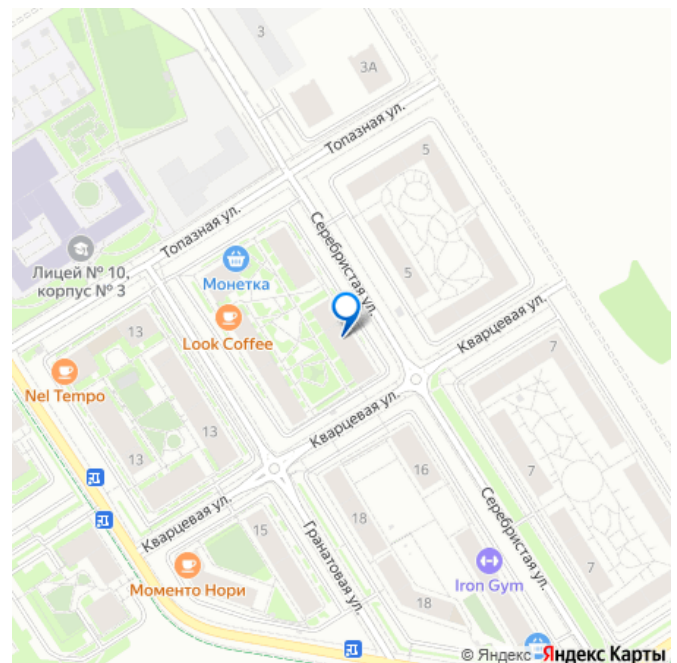 3
3А
Топазная ул.
5
Топазная ул.
Серебристая ул.
Лицей № 10,
корпус № 3
Монетка
5
13
Look Coffee
Кварцевая ул.
7
Nel Tempo
13
Кварцевая ул.
13
16
7
Кварцевая ул.
15
18
Серебристая ул.
Гранатовая ул.
Моменто Нори
Iron Gym
7
18
© Яндекс Яндекс Карты